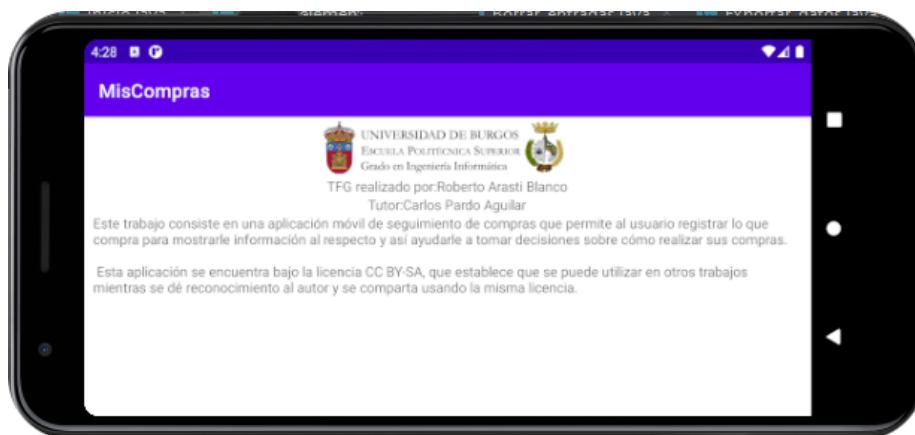 Borrar_entradas.java
Exportar_datos.java
4:28
MisCompras
UNIVERSIDAD DE BURGOS
ESCUELA POLITÉCNICA SUPERIOR
Grado en Ingeniería Informática
TFG realizado por:Roberto Arasti Blanco
Tutor:Carlos Pardo Aguilar
Este trabajo consiste en una aplicación móvil de seguimiento de compras que permite al usuario registrar lo que
compra para mostrarle información al respecto y así ayudarle a tomar decisiones sobre cómo realizar sus compras.
Esta aplicación se encuentra bajo la licencia CC BY-SA, que establece que se puede utilizar en otros trabajos
mientras se dé reconocimiento al autor y se comparta usando la misma licencia.